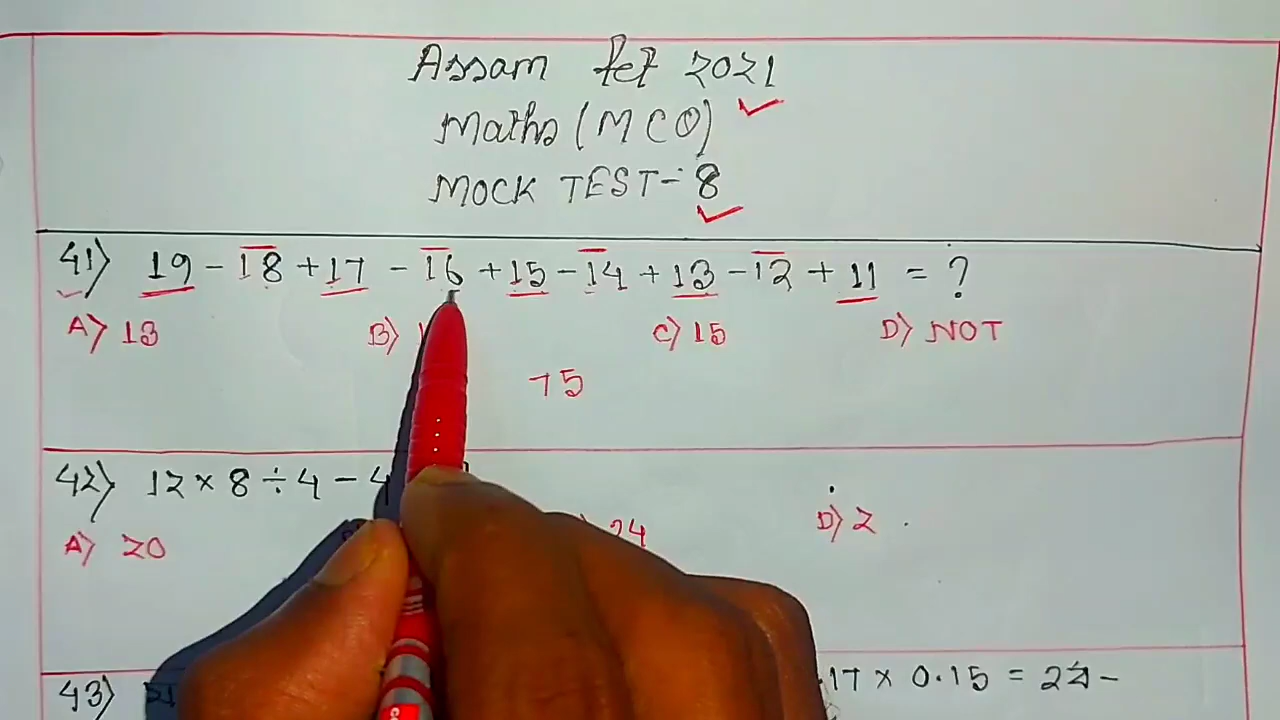 Assam Tet 2021
Maths (MCQ)
MOCK TEST-8
41) 19 - 18 + 17 - 16 + 15 - 14 + 13 - 12 + 11 = ?
A) 13 B) 1 C) 15 D) NOT
75
42) 12 × 8 ÷ 4 - 4
A) 20 24 D) 2
43) .17 × 0.15 =